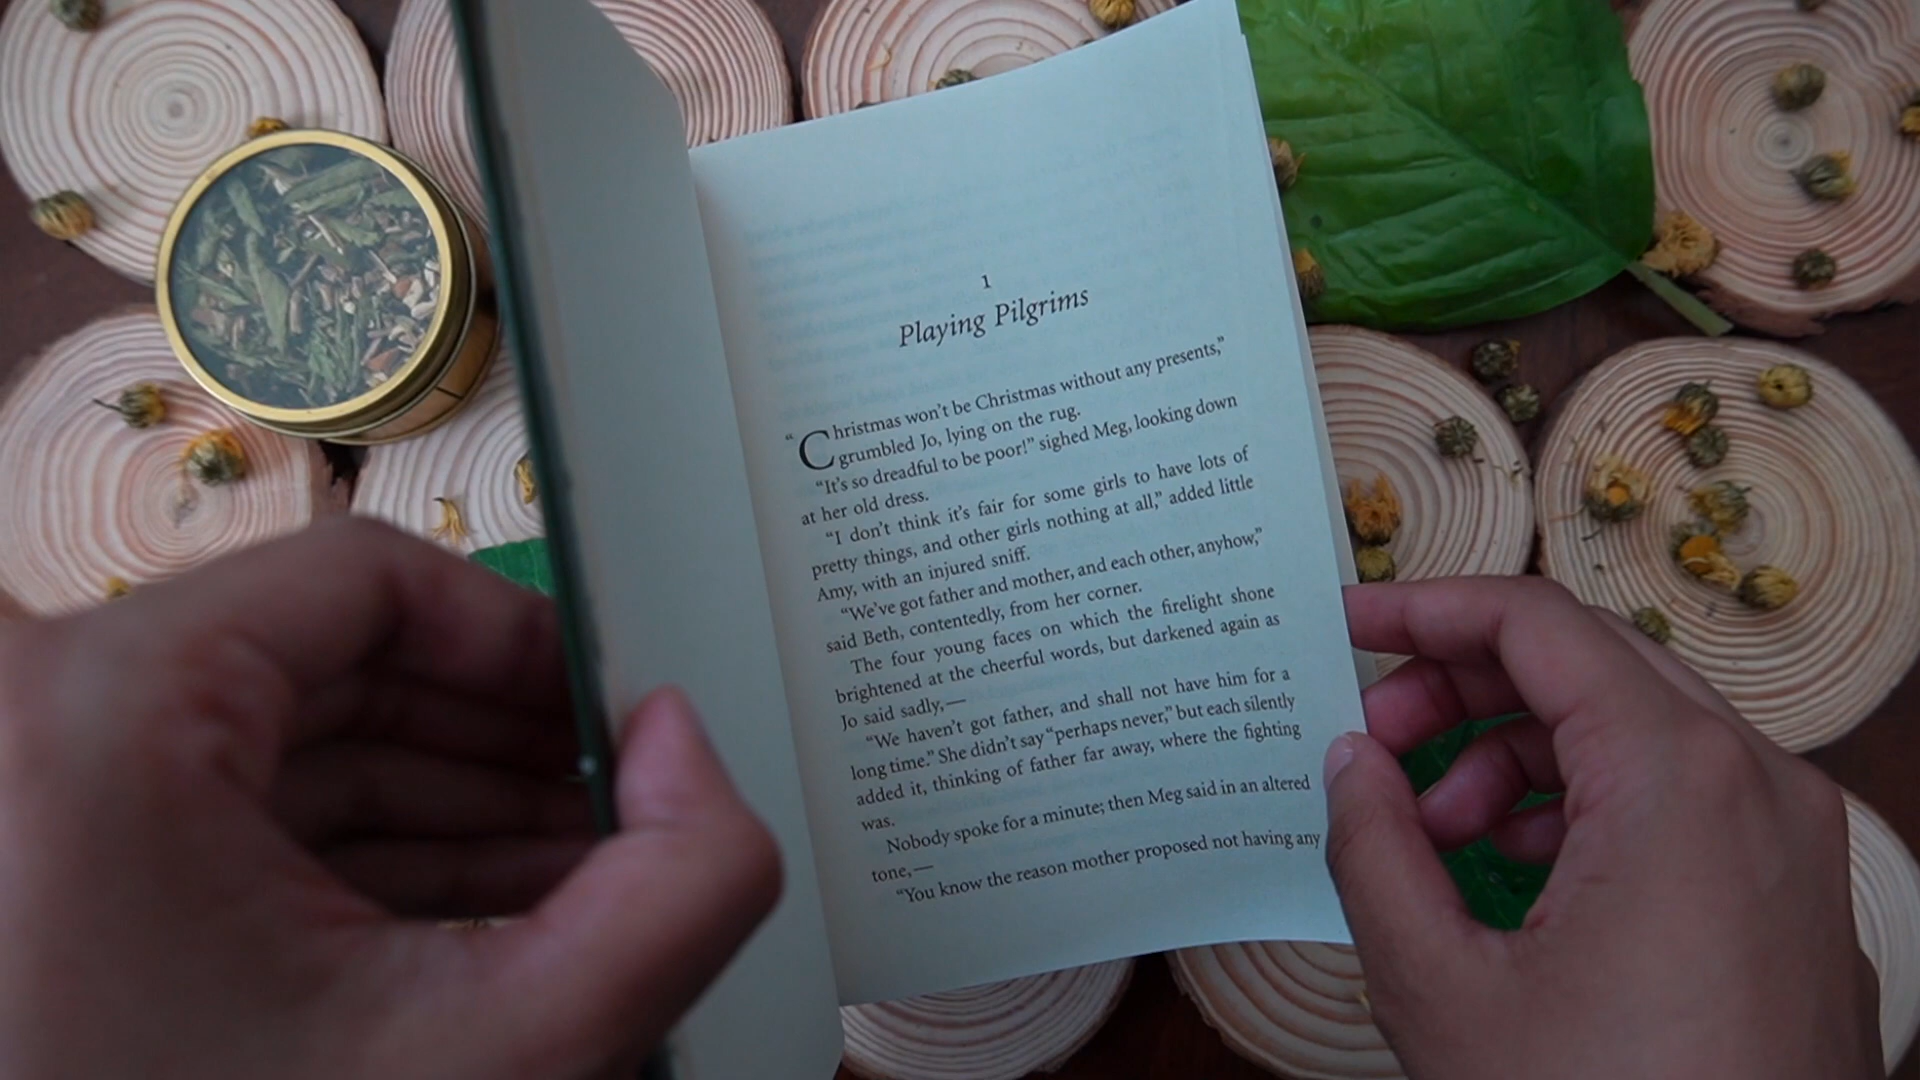 1
Playing Pilgrims
“Christmas won’t be Christmas without any presents,”
grumbled Jo, lying on the rug.
“It’s so dreadful to be poor!” sighed Meg, looking down
at her old dress.
“I don’t think it’s fair for some girls to have lots of
pretty things, and other girls nothing at all,” added little
Amy, with an injured sniff.
“We’ve got father and mother, and each other, anyhow,”
said Beth, contentedly, from her corner.
The four young faces on which the firelight shone
brightened at the cheerful words, but darkened again as
Jo said sadly,—
“We haven’t got father, and shall not have him for a
long time.” She didn’t say “perhaps never,” but each silently
added it, thinking of father far away, where the fighting
was.
Nobody spoke for a minute; then Meg said in an altered
tone,—
“You know the reason mother proposed not having any